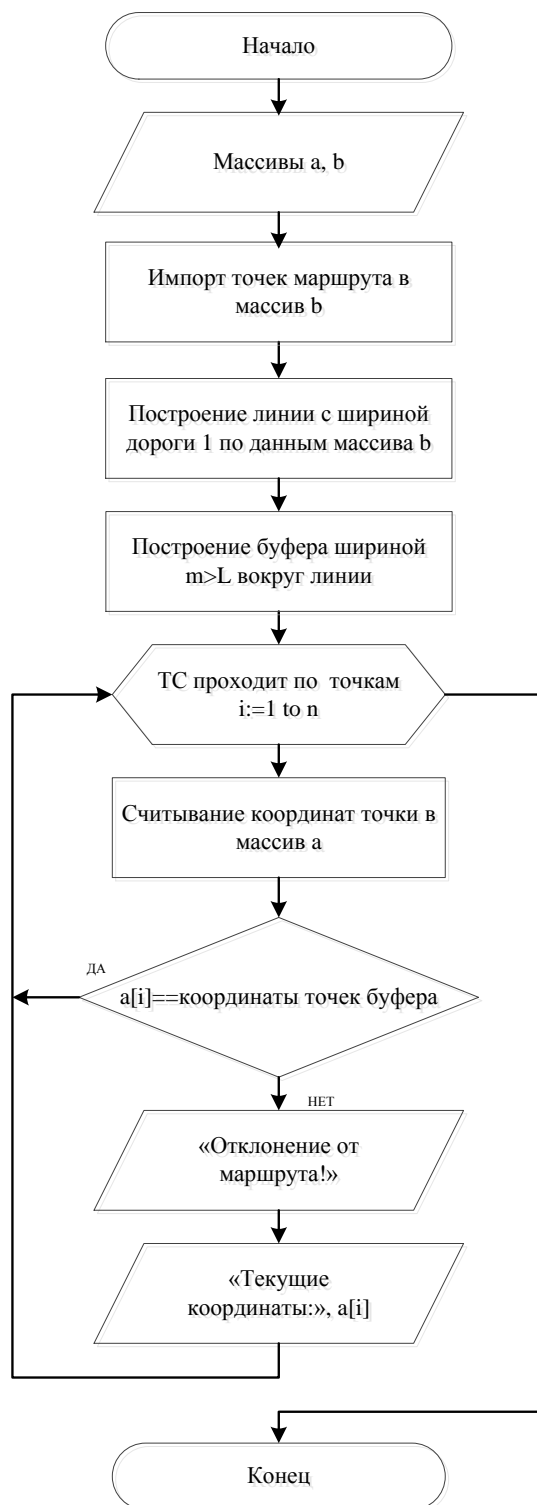 Начало
Массивы a, b
Импорт точек маршрута в
массив b
Построение линии с шириной
дороги 1 по данным массива b
Построение буфера шириной
m>L вокруг линии
ТС проходит по точкам
i:=1 to n
Считывание координат точки в
массив a
ДА
a[i]==координаты точек буфера
НЕТ
«Отклонение от
маршрута!»
«Текущие
координаты:», a[i]
Конец